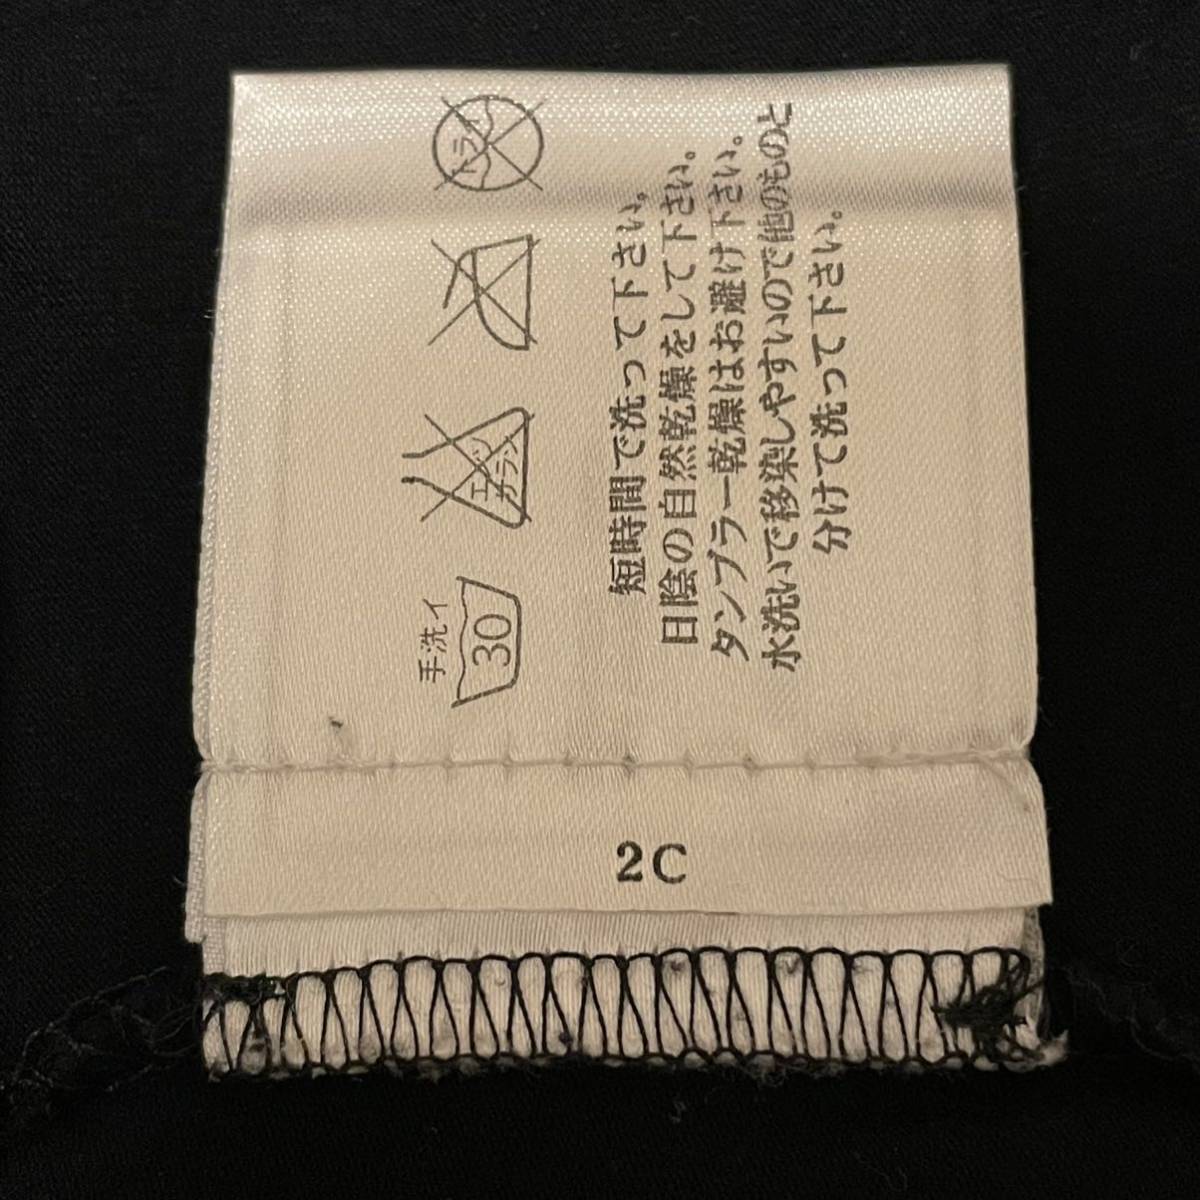 手洗イ
30
エンソ
サラシ
ドライ
短時間で洗って下さい。
日陰の自然乾燥をして下さい。
タンブラー乾燥はお避け下さい。
水洗いで移染しやすいので他のものと
分けて洗って下さい。
2C